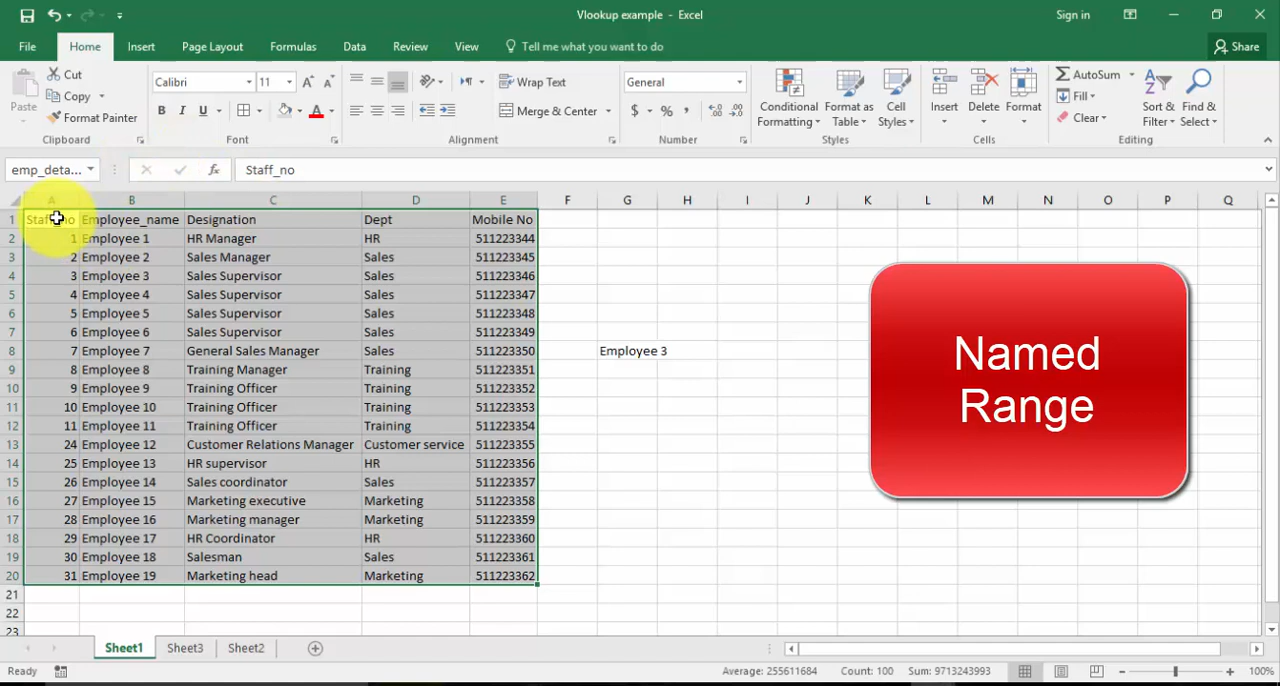 Vlookup example - Excel
Sign in
File Home Insert Page Layout Formulas Data Review View Tell me what you want to do Share
Paste Cut Copy Format Painter
Clipboard
Calibri 11
B I U A
Font
Wrap Text
Merge & Center
Alignment
General
$ % ,
Number
Conditional Formatting
Format as Table
Cell Styles
Styles
Insert Delete Format
Cells
AutoSum
Fill
Clear
Sort & Filter
Find & Select
Editing
emp_deta... fx Staff_no
A B C D E F G H I J K L M N O P Q
1 Employee_name Designation Dept Mobile No
2 1 Employee 1 HR Manager HR 511223344
3 2 Employee 2 Sales Manager Sales 511223345
4 3 Employee 3 Sales Supervisor Sales 511223346
5 4 Employee 4 Sales Supervisor Sales 511223347
6 5 Employee 5 Sales Supervisor Sales 511223348
7 6 Employee 6 Sales Supervisor Sales 511223349
8 7 Employee 7 General Sales Manager Sales 511223350 Employee 3
9 8 Employee 8 Training Manager Training 511223351
10 9 Employee 9 Training Officer Training 511223352
11 10 Employee 10 Training Officer Training 511223353
12 11 Employee 11 Training Officer Training 511223354
13 24 Employee 12 Customer Relations Manager Customer service 511223355
14 25 Employee 13 HR supervisor HR 511223356
15 26 Employee 14 Sales coordinator Sales 511223357
16 27 Employee 15 Marketing executive Marketing 511223358
17 28 Employee 16 Marketing manager Marketing 511223359
18 29 Employee 17 HR Coordinator HR 511223360
19 30 Employee 18 Salesman Sales 511223361
20 31 Employee 19 Marketing head Marketing 511223362
21
22
23
Named
Range
Sheet1 Sheet3 Sheet2
Ready Average: 255611684 Count: 100 Sum: 9713243993 100%